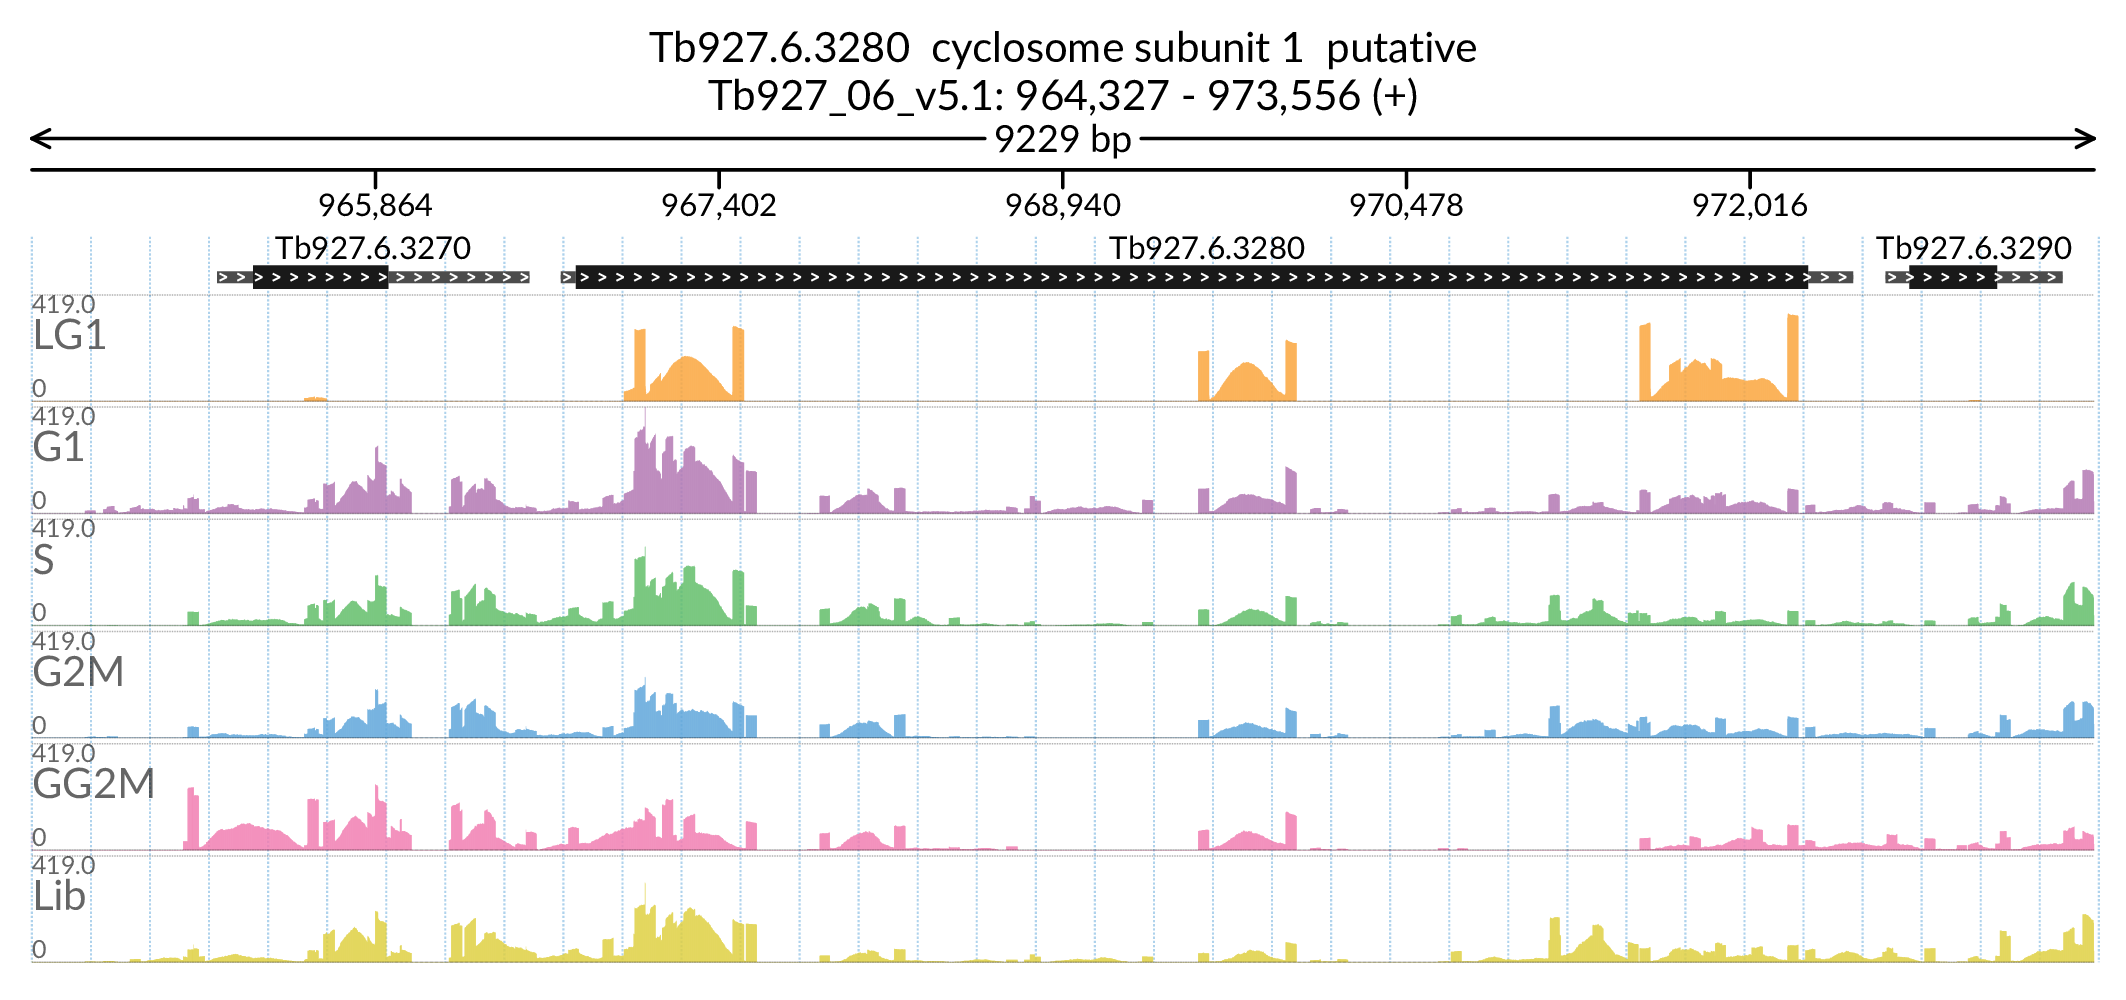 Tb927.6.3280 cyclosome subunit 1 putative
Tb927_06_v5.1: 964,327 - 973,556 (+)
9229 bp
965,864 967,402 968,940 970,478 972,016
Tb927.6.3270 Tb927.6.3280 Tb927.6.3290
419.0
LG1
0
419.0
G1
0
419.0
S
0
419.0
G2M
0
419.0
GG2M
0
419.0
Lib
0